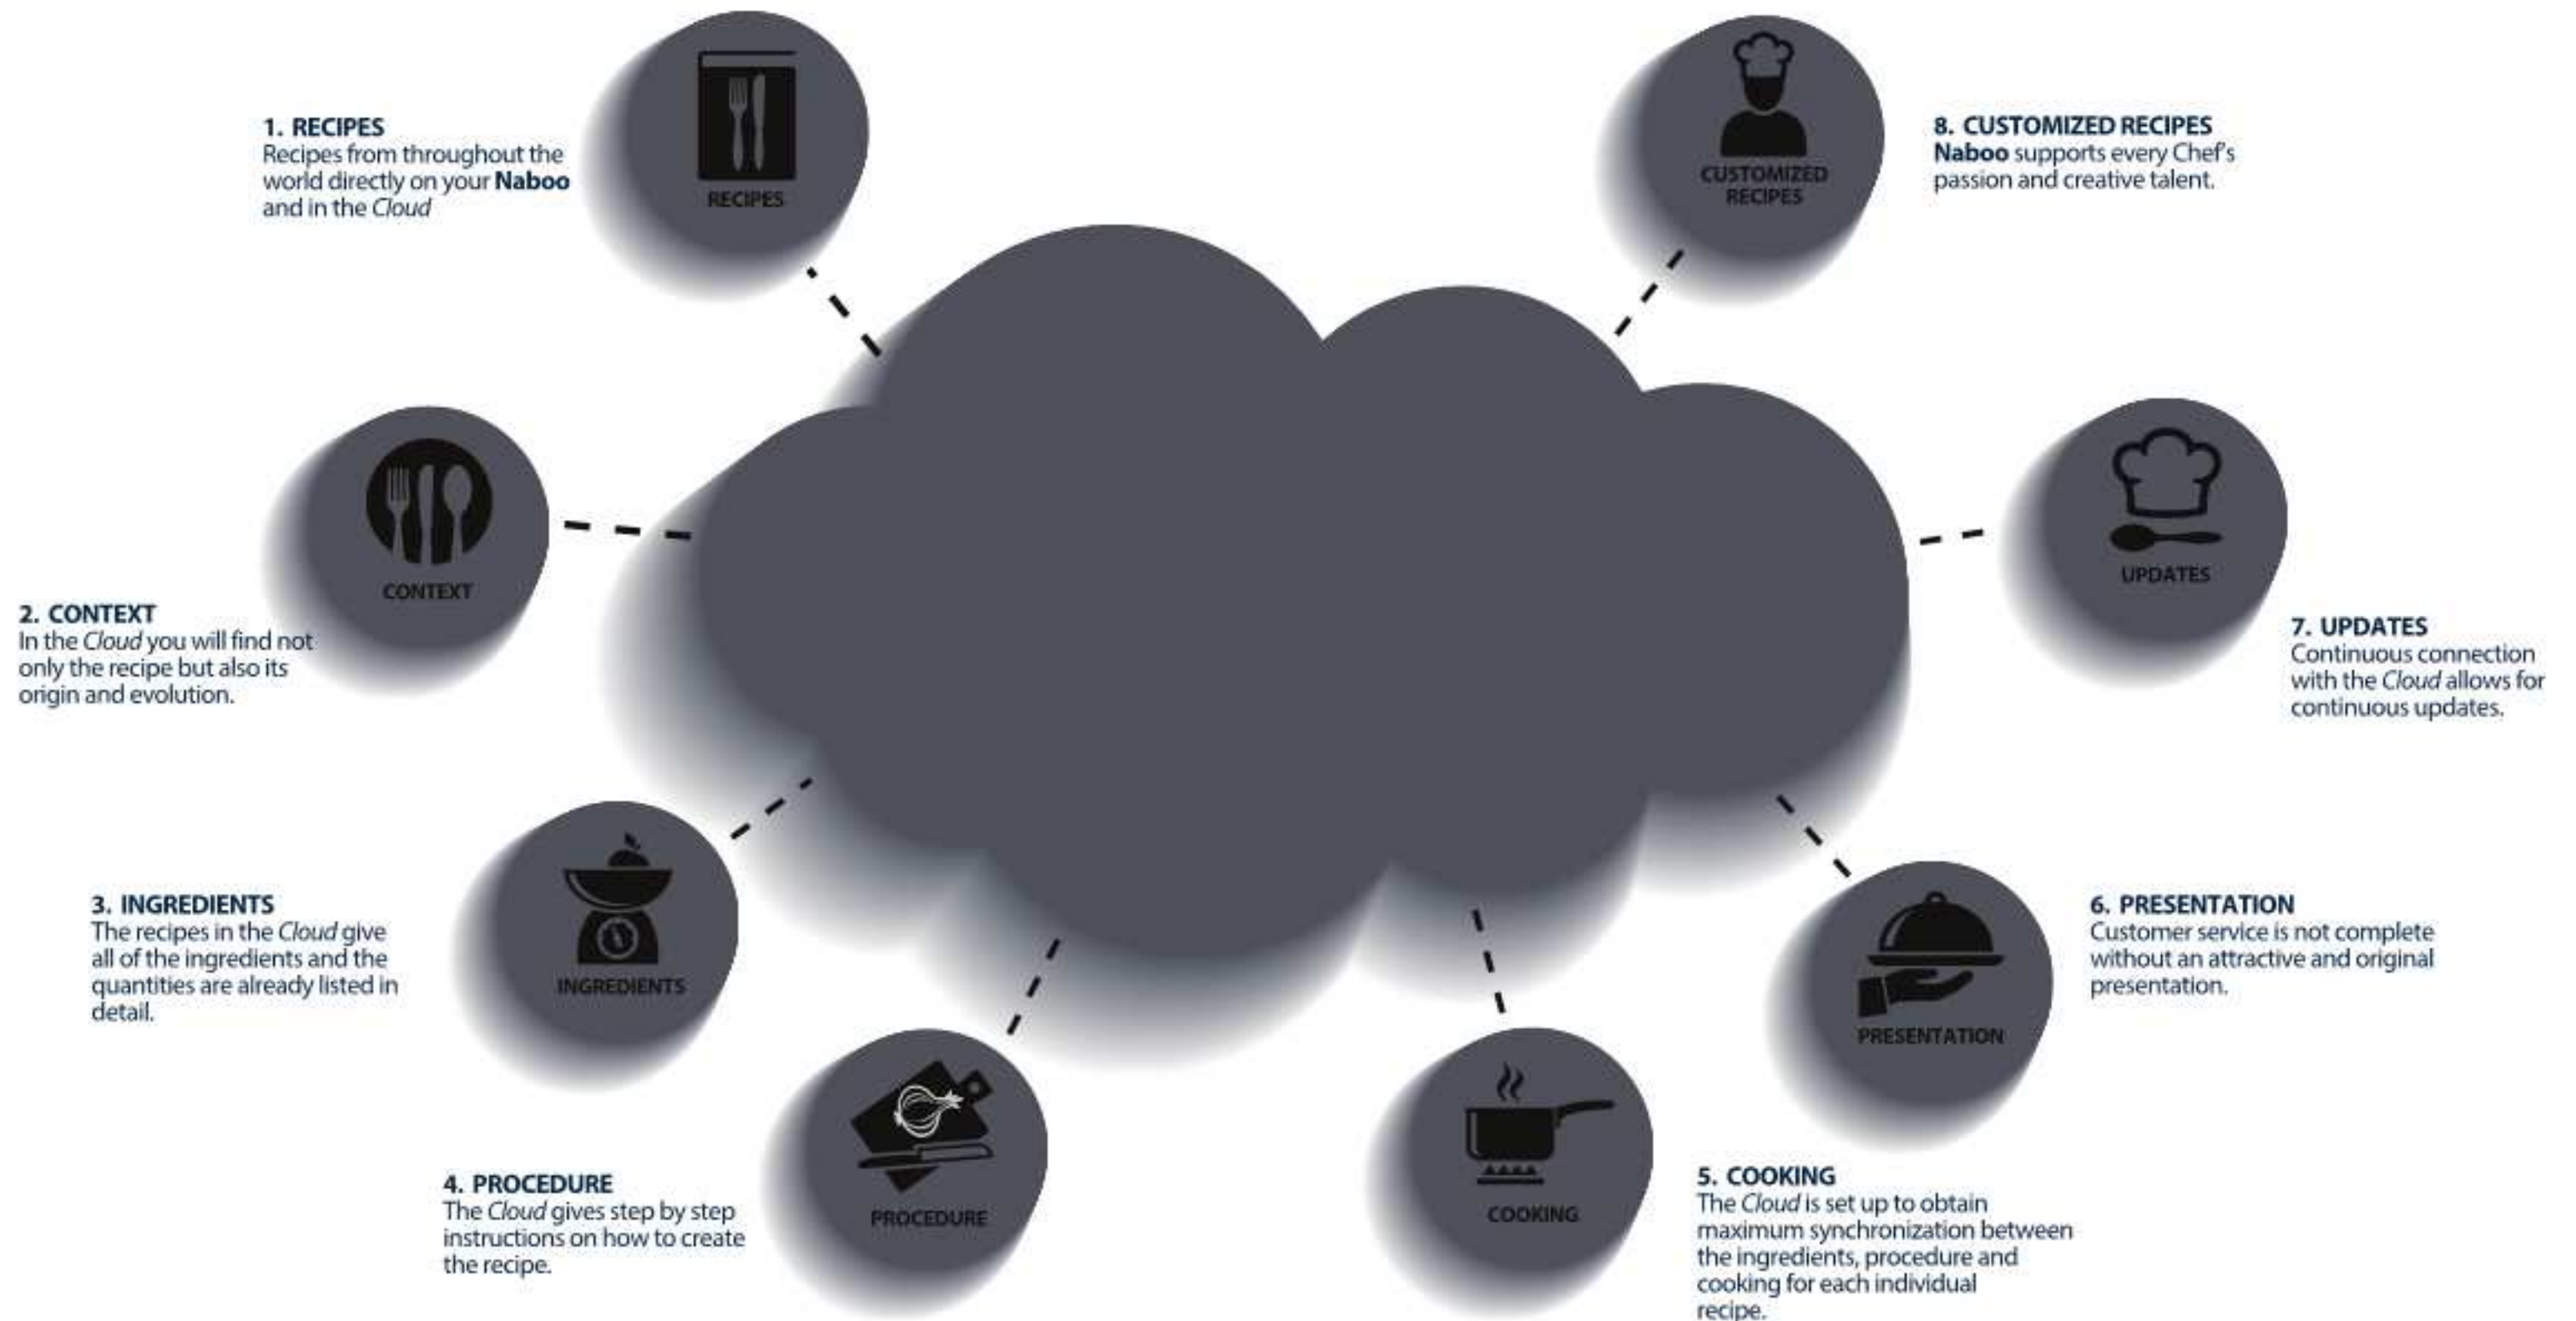 RECIPES
1. RECIPES
Recipes from throughout the
world directly on your Naboo
and in the Cloud
CONTEXT
2. CONTEXT
In the Cloud you will find not
only the recipe but also its
origin and evolution.
INGREDIENTS
3. INGREDIENTS
The recipes in the Cloud give
all of the ingredients and the
quantities are already listed in
detail.
PROCEDURE
4. PROCEDURE
The Cloud gives step by step
instructions on how to create
the recipe.
COOKING
5. COOKING
The Cloud is set up to obtain
maximum synchronization between
the ingredients, procedure and
cooking for each individual
recipe.
PRESENTATION
6. PRESENTATION
Customer service is not complete
without an attractive and original
presentation.
UPDATES
7. UPDATES
Continuous connection
with the Cloud allows for
continuous updates.
CUSTOMIZED
RECIPES
8. CUSTOMIZED RECIPES
Naboo supports every Chef's
passion and creative talent.